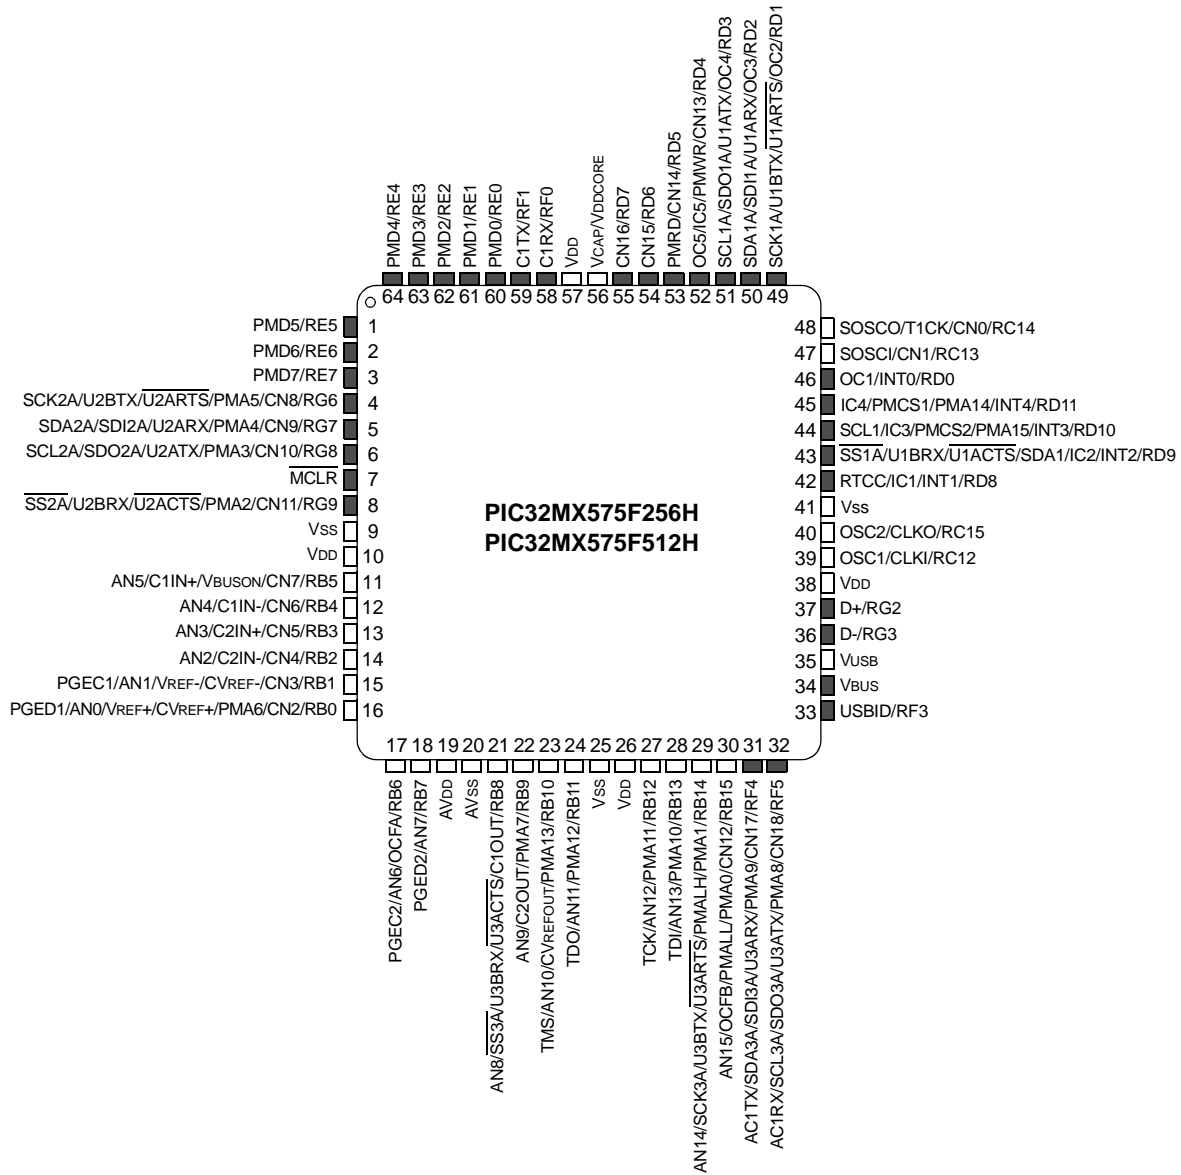 PMD4/RE4
PMD3/RE3
PMD2/RE2
PMD1/RE1
PMD0/RE0
C1TX/RF1
C1RX/RF0
VDD
VCAP/VDDCORE
CN16/RD7
CN15/RD6
PMRD/CN14/RD5
OC5/IC5/PMWR/CN13/RD4
SCL1A/SDO1A/U1ATX/OC4/RD3
SDA1A/SDI1A/U1ARX/OC3/RD2
SCK1A/U1BTX/U1ARTS/OC2/RD1
64 63 62 61 60 59 58 57 56 55 54 53 52 51 50 49
PMD5/RE5 1
PMD6/RE6 2
PMD7/RE7 3
SCK2A/U2BTX/U2ARTS/PMA5/CN8/RG6 4
SDA2A/SDI2A/U2ARX/PMA4/CN9/RG7 5
SCL2A/SDO2A/U2ATX/PMA3/CN10/RG8 6
MCLR 7
SS2A/U2BRX/U2ACTS/PMA2/CN11/RG9 8
VSS 9
VDD 10
AN5/C1IN+/VBUSON/CN7/RB5 11
AN4/C1IN-/CN6/RB4 12
AN3/C2IN+/CN5/RB3 13
AN2/C2IN-/CN4/RB2 14
PGEC1/AN1/VREF-/CVREF-/CN3/RB1 15
PGED1/AN0/VREF+/CVREF+/PMA6/CN2/RB0 16
PIC32MX575F256H
PIC32MX575F512H
48 SOSCO/T1CK/CN0/RC14
47 SOSCI/CN1/RC13
46 OC1/INT0/RD0
45 IC4/PMCS1/PMA14/INT4/RD11
44 SCL1/IC3/PMCS2/PMA15/INT3/RD10
43 SS1A/U1BRX/U1ACTS/SDA1/IC2/INT2/RD9
42 RTCC/IC1/INT1/RD8
41 Vss
40 OSC2/CLKO/RC15
39 OSC1/CLKI/RC12
38 VDD
37 D+/RG2
36 D-/RG3
35 VUSB
34 VBUS
33 USBID/RF3
17 18 19 20 21 22 23 24 25 26 27 28 29 30 31 32
PGEC2/AN6/OCFA/RB6
PGED2/AN7/RB7
AVDD
AVSS
AN8/SS3A/U3BRX/U3ACTS/C1OUT/RB8
AN9/C2OUT/PMA7/RB9
TMS/AN10/CVREFOUT/PMA13/RB10
TDO/AN11/PMA12/RB11
VSS
VDD
TCK/AN12/PMA11/RB12
TDI/AN13/PMA10/RB13
AN14/SCK3A/U3BTX/U3ARTS/PMALH/PMA1/RB14
AN15/OCFB/PMALL/PMA0/CN12/RB15
AC1TX/SDA3A/SDI3A/U3ARX/PMA9/CN17/RF4
AC1RX/SCL3A/SDO3A/U3ATX/PMA8/CN18/RF5